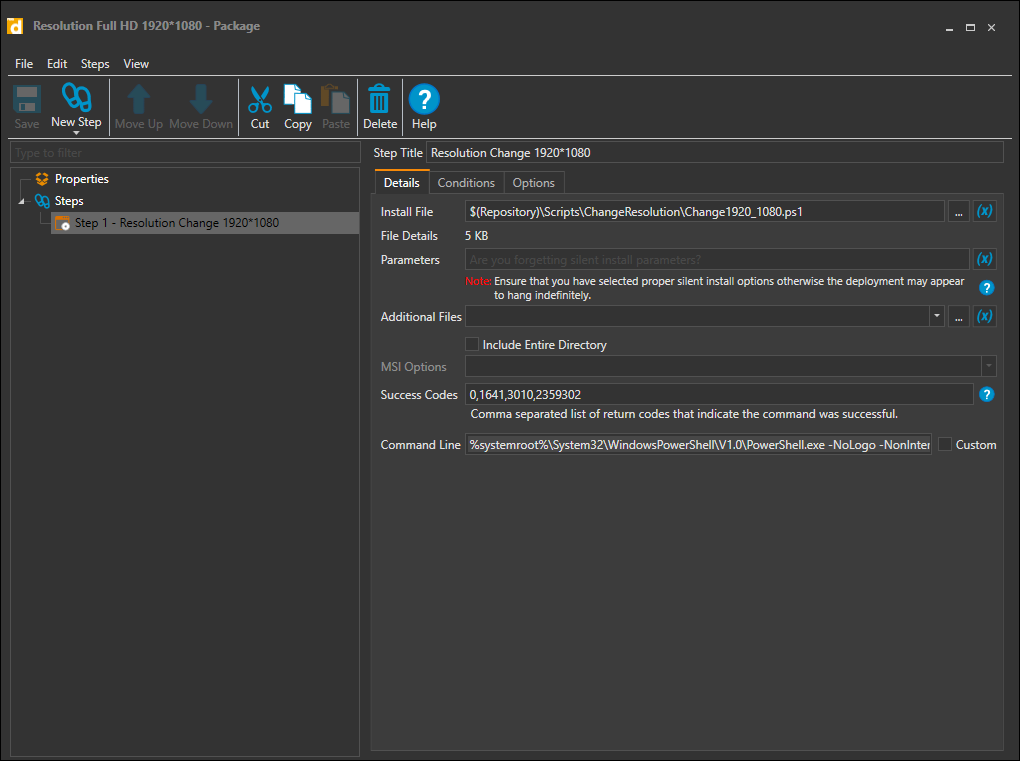 Resolution Full HD 1920*1080 - Package
File Edit Steps View
Save New Step Move Up Move Down Cut Copy Paste Delete Help
Type to filter
Properties
Steps
Step 1 - Resolution Change 1920*1080
Step Title Resolution Change 1920*1080
Details Conditions Options
Install File $(Repository)\Scripts\ChangeResolution\Change1920_1080.ps1 ... (x)
File Details 5 KB
Parameters Are you forgetting silent install parameters? (x)
Note: Ensure that you have selected proper silent install options otherwise the deployment may appear
to hang indefinitely. ?
Additional Files ... (x)
Include Entire Directory
MSI Options
Success Codes 0,1641,3010,2359302 ?
Comma separated list of return codes that indicate the command was successful.
Command Line %systemroot%\System32\WindowsPowerShell\V1.0\PowerShell.exe -NoLogo -NonInter Custom